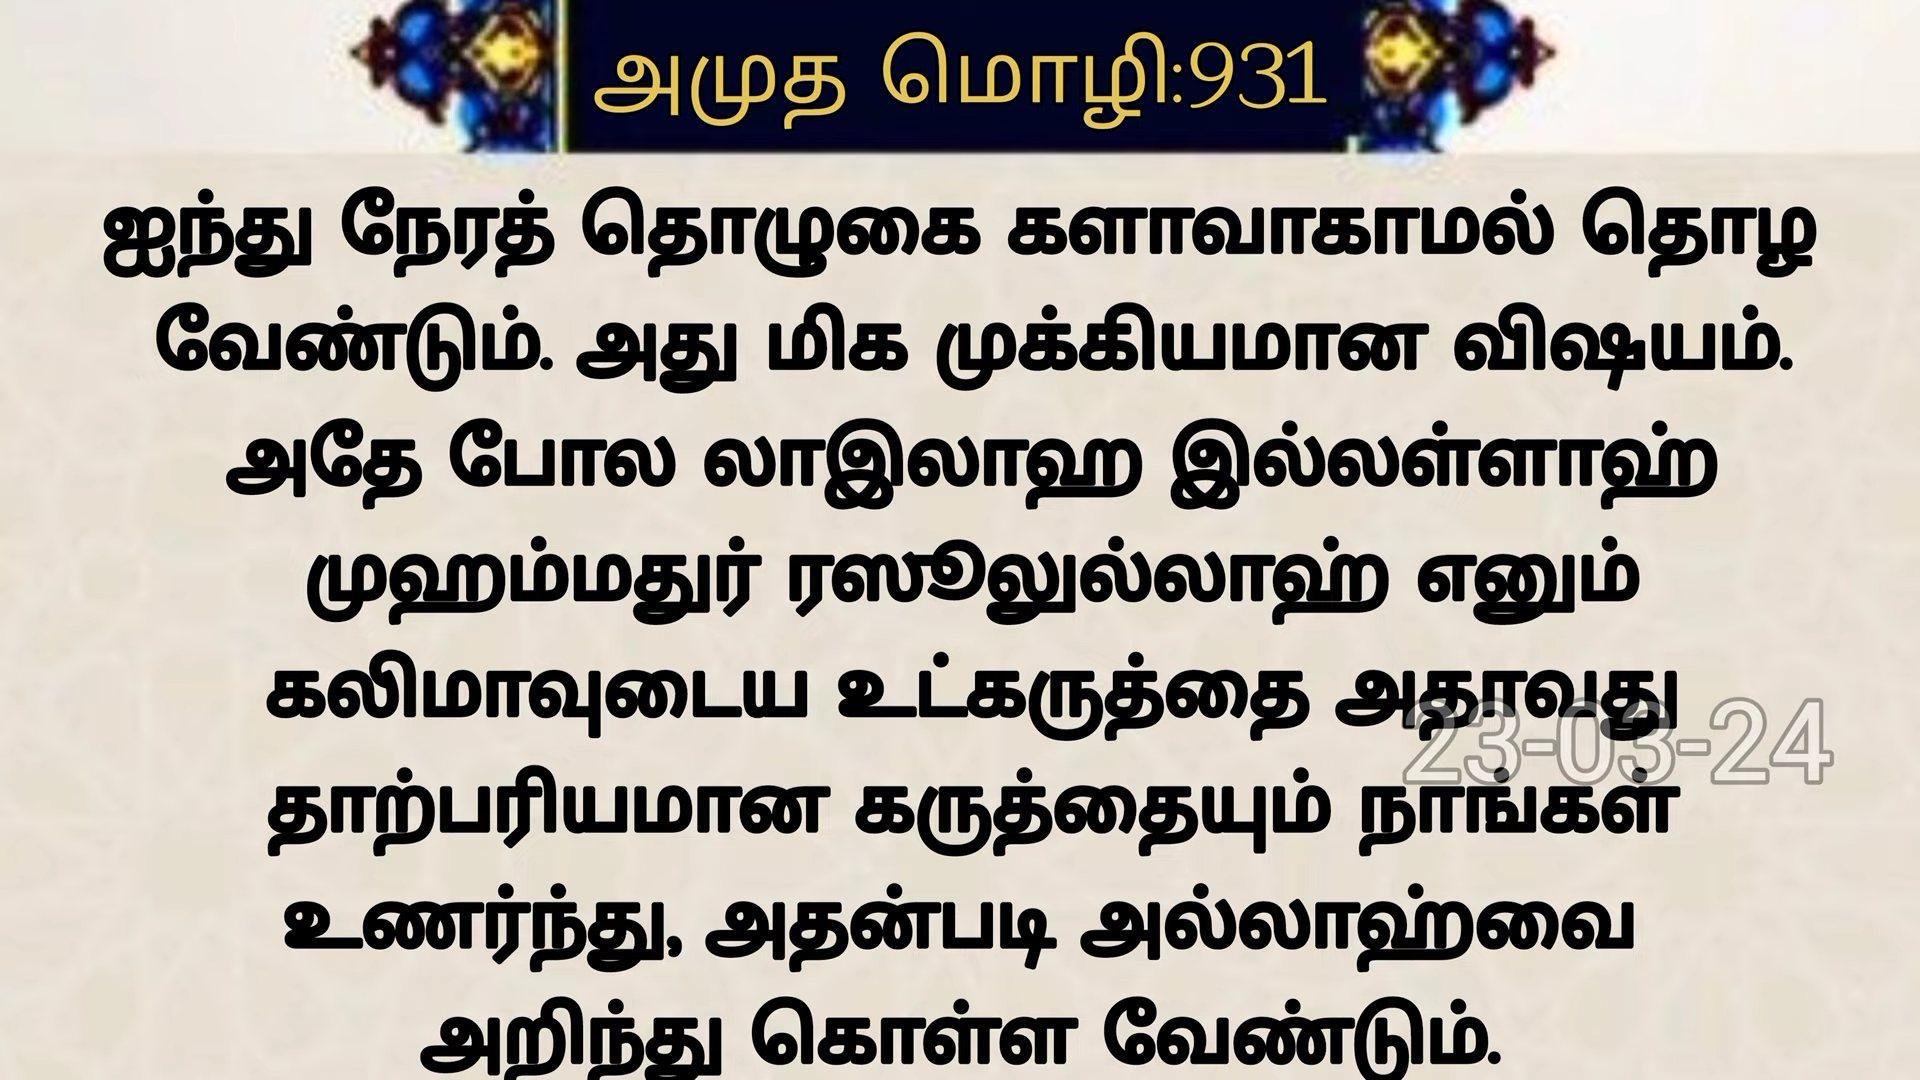 அமுத மொழி:931
ஐந்து நேரத் தொழுகை களாவாகாமல் தொழ
வேண்டும். அது மிக முக்கியமான விஷயம்.
அதே போல லாஇலாஹ இல்லள்ளாஹ்
முஹம்மதுர் ரஸூலுல்லாஹ் எனும்
கலிமாவுடைய உட்கருத்தை அதாவது
23-03-24
தாற்பரியமான கருத்தையும் நாங்கள்
உணர்ந்து, அதன்படி அல்லாஹ்வை
அறிந்து கொள்ள வேண்டும்.